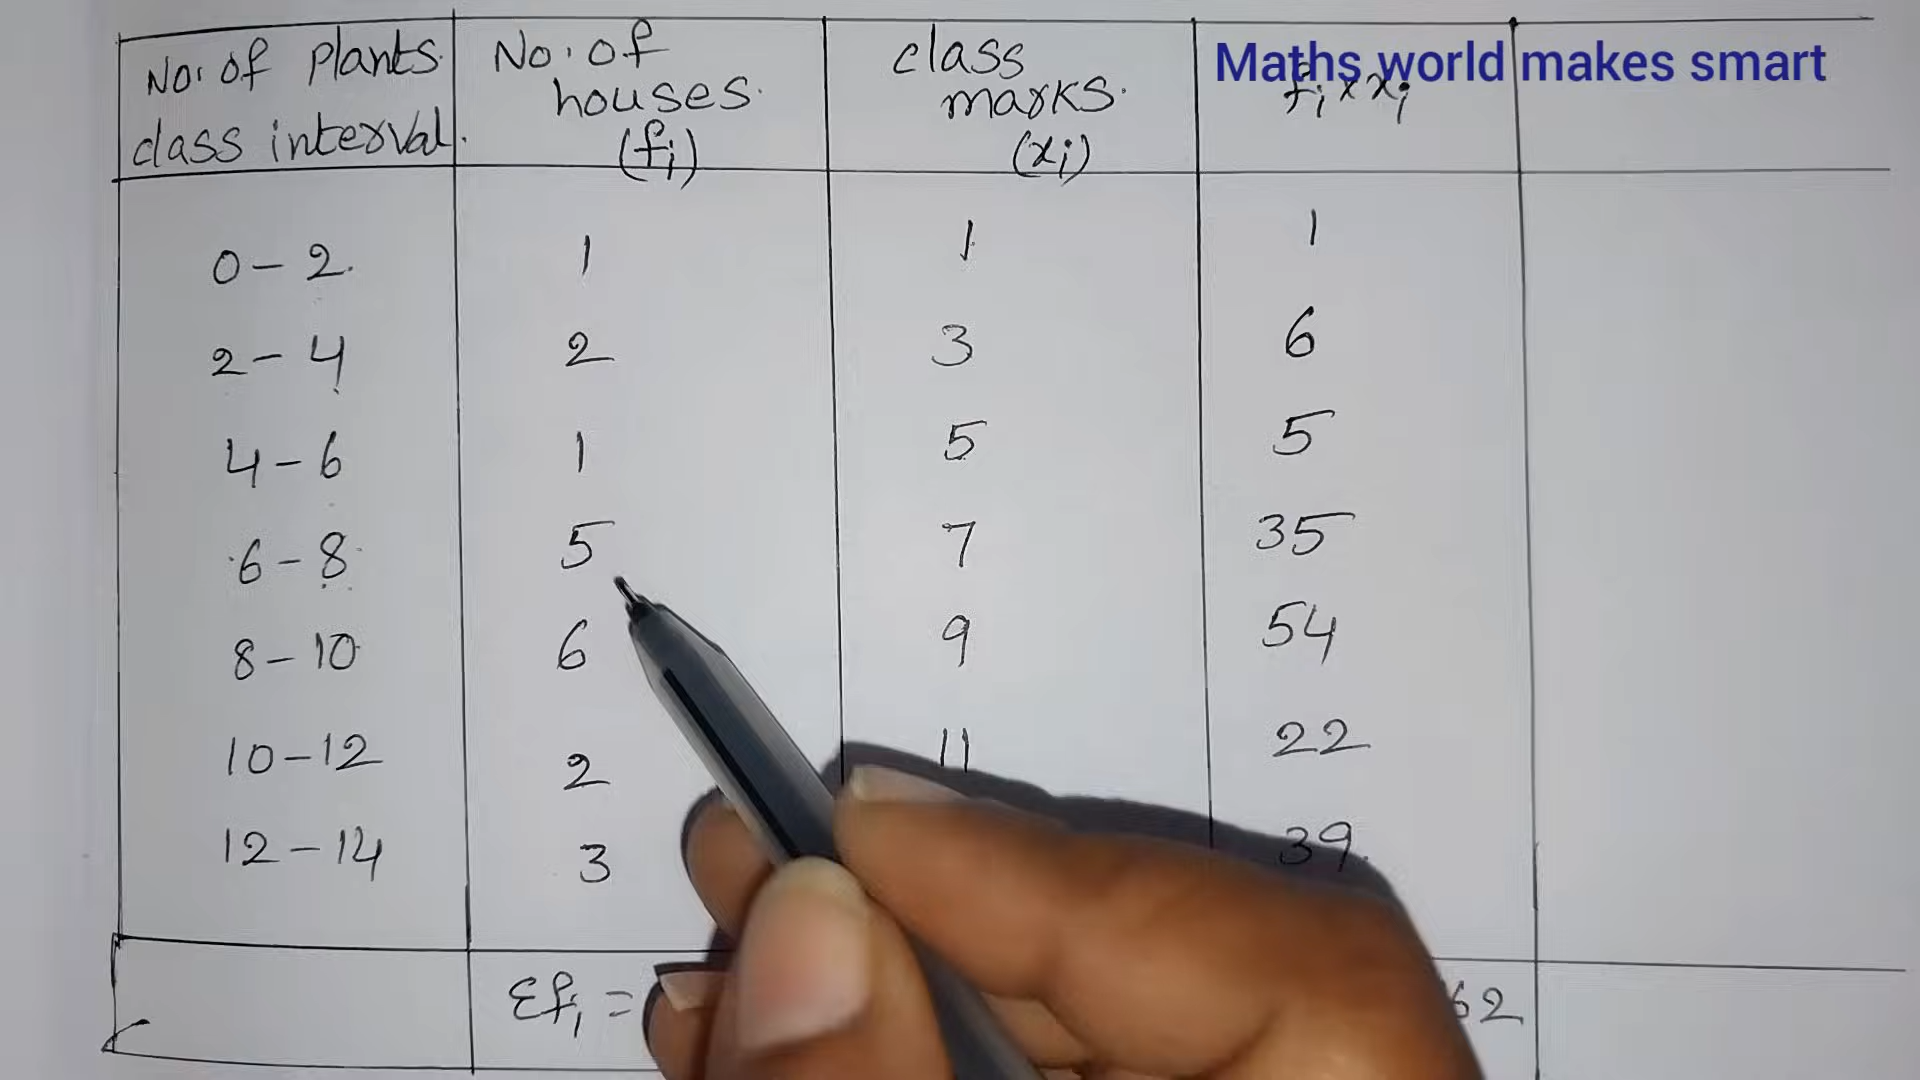 Maths world makes smart
No. of plants. No. of class fi x xi
class interval. houses. marks.
(fi) (xi)
0 - 2 1 1 1
2 - 4 2 3 6
4 - 6 1 5 5
6 - 8 5 7 35
8 - 10 6 9 54
10 - 12 2 11 22
12 - 14 3 39
Σfi = 62